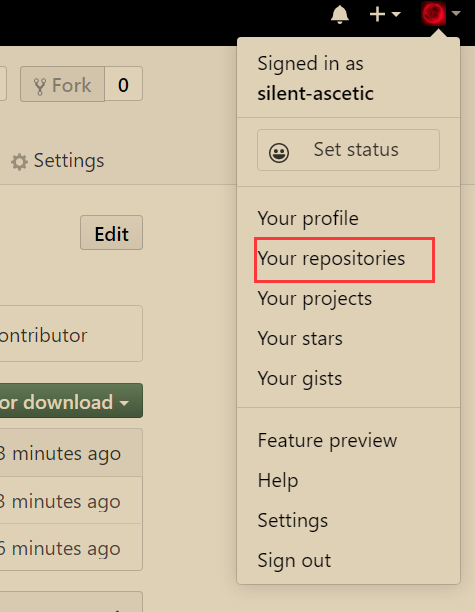 Fork 0
Settings
Edit
ontributor
or download
3 minutes ago
3 minutes ago
6 minutes ago
Signed in as
silent-ascetic
Set status
Your profile
Your repositories
Your projects
Your stars
Your gists
Feature preview
Help
Settings
Sign out